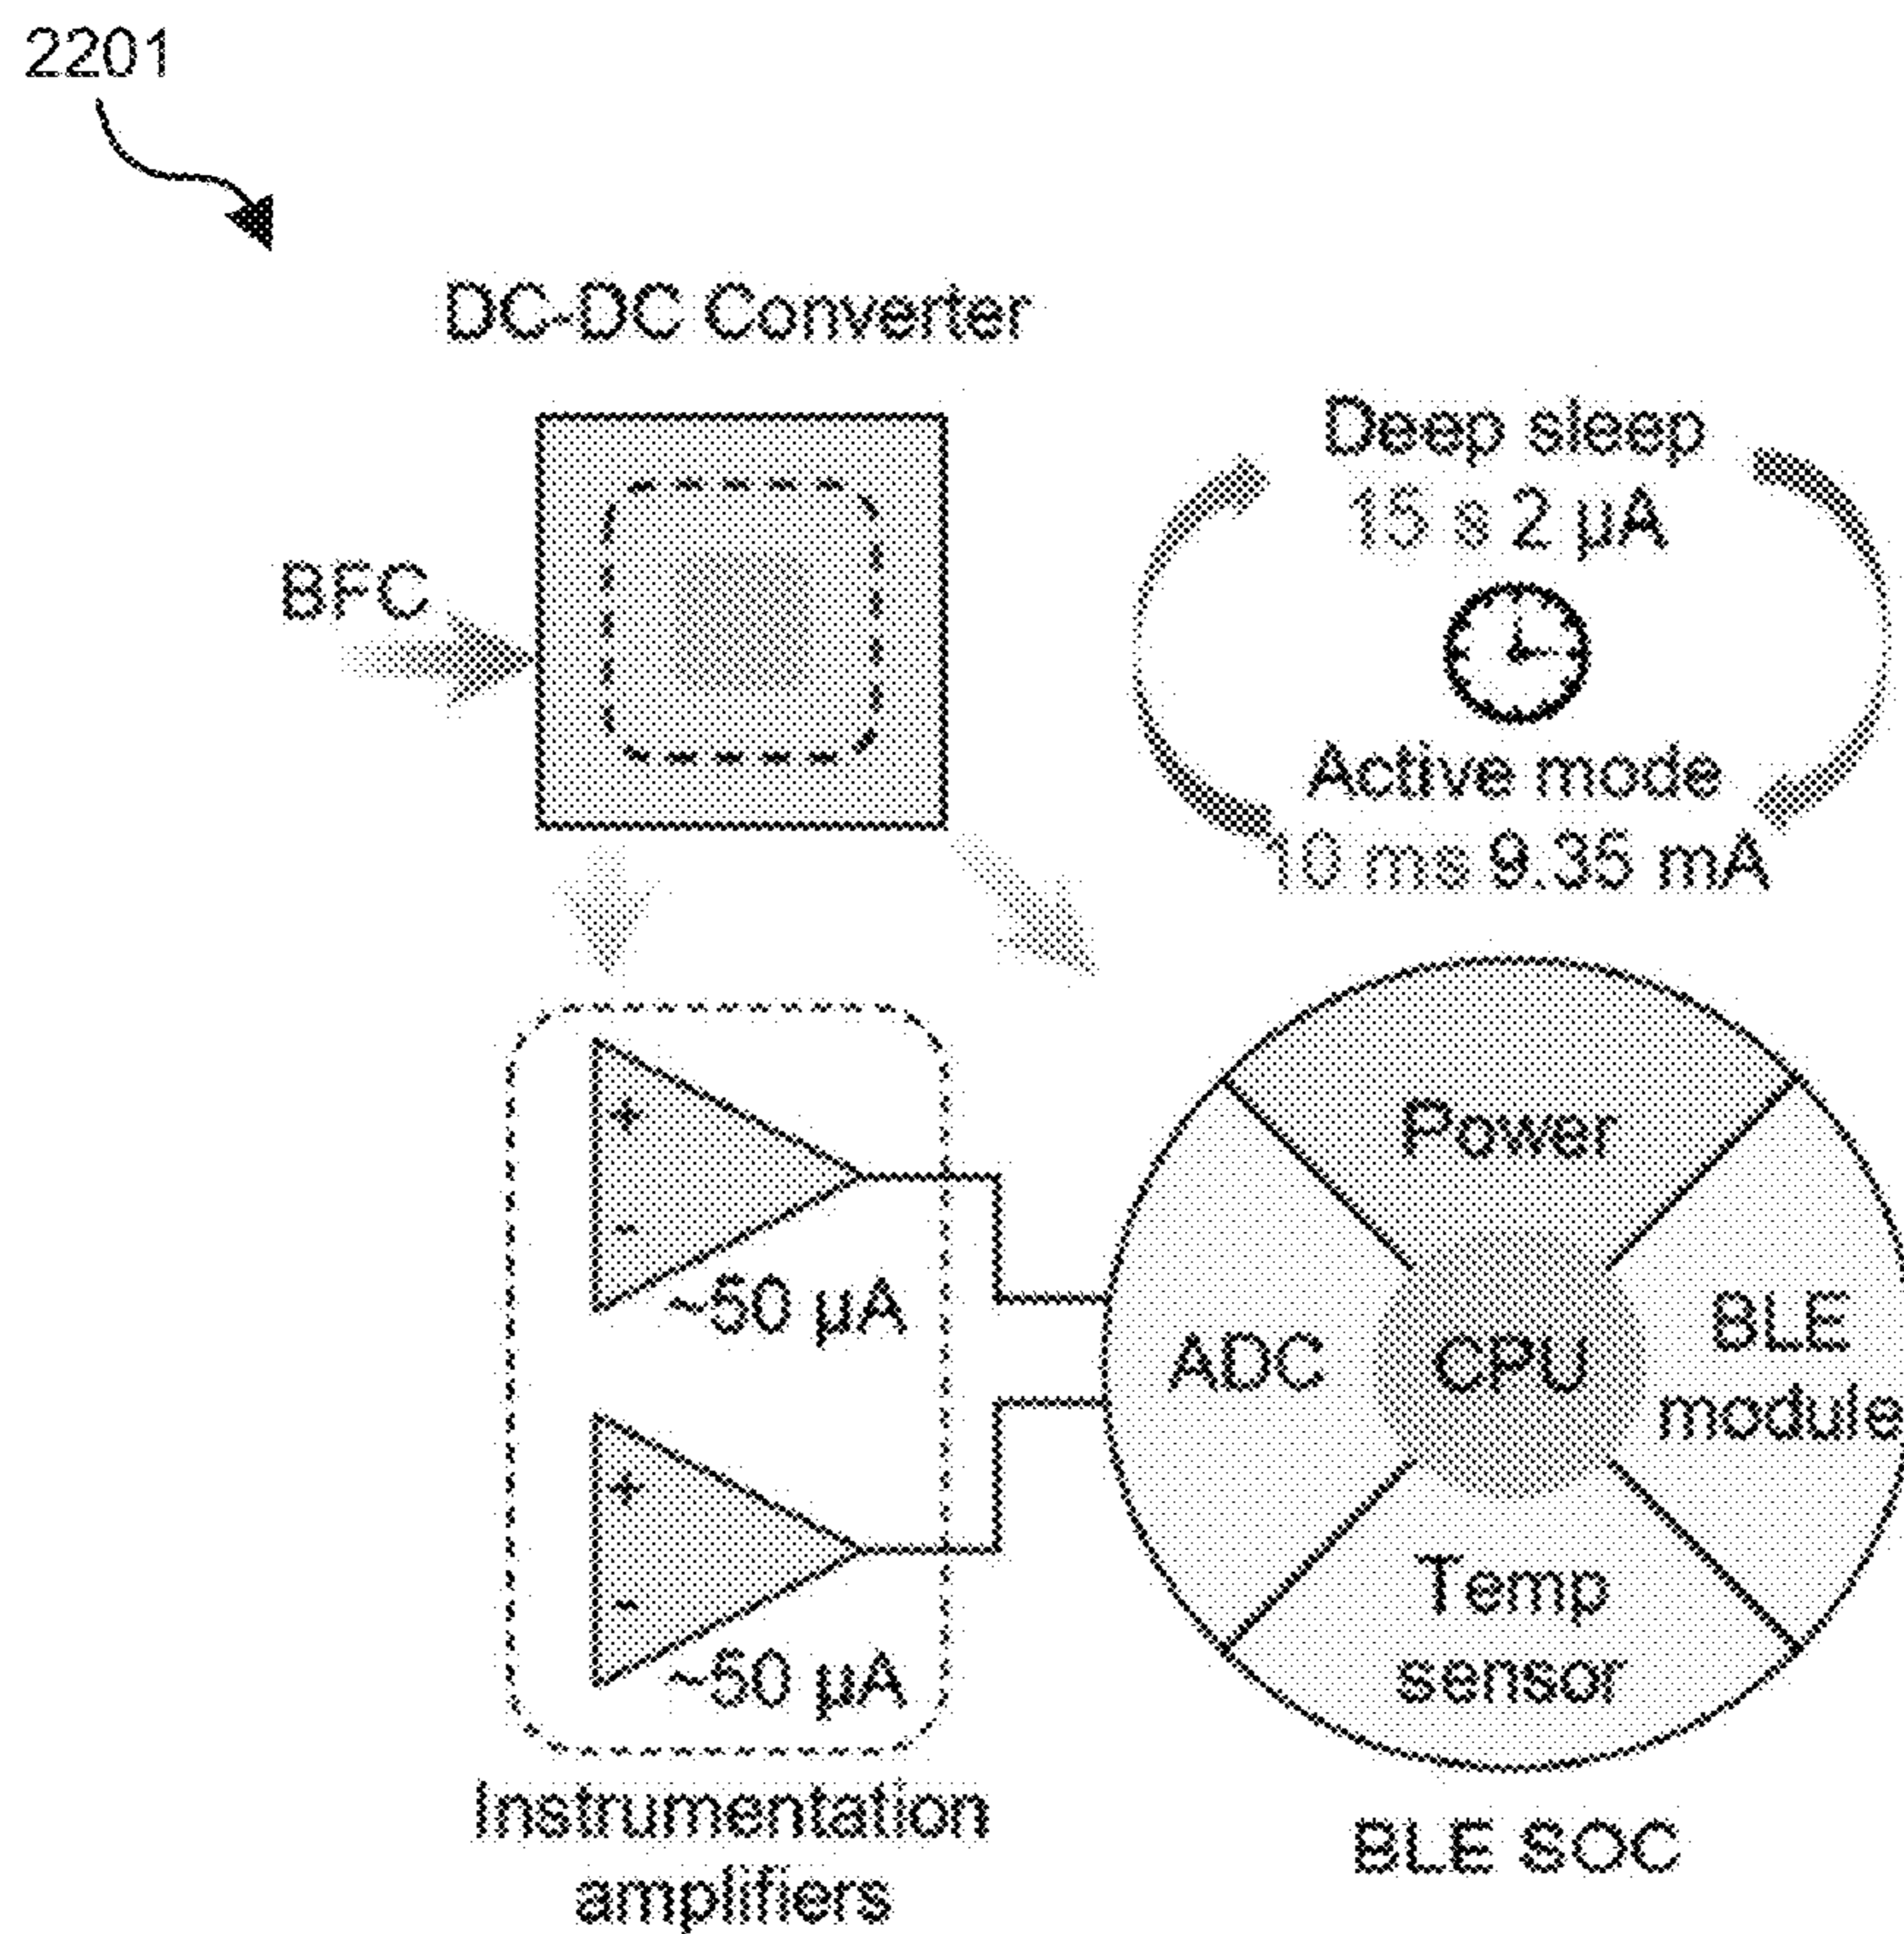 2201
DC-DC Converter
BFC
Deep sleep
15 s 2 µA
Active mode
10 ms 9.35 mA
+
-
~50 µA
+
-
~50 µA
Instrumentation
amplifiers
Power
ADC
CPU
BLE
module
Temp
sensor
BLE SOC